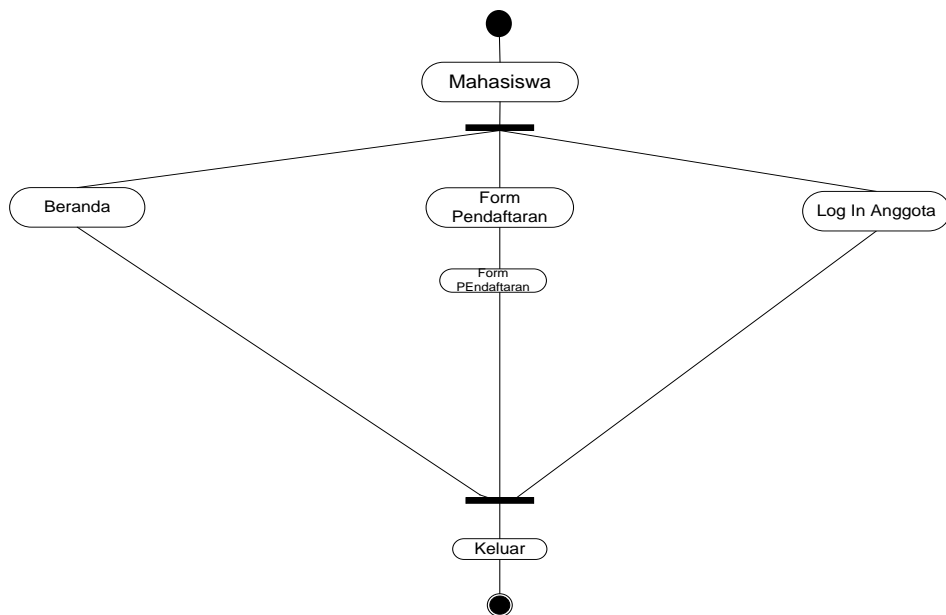 Mahasiswa
Beranda
Form
Pendaftaran
Log In Anggota
Form
PEndaftaran
Keluar